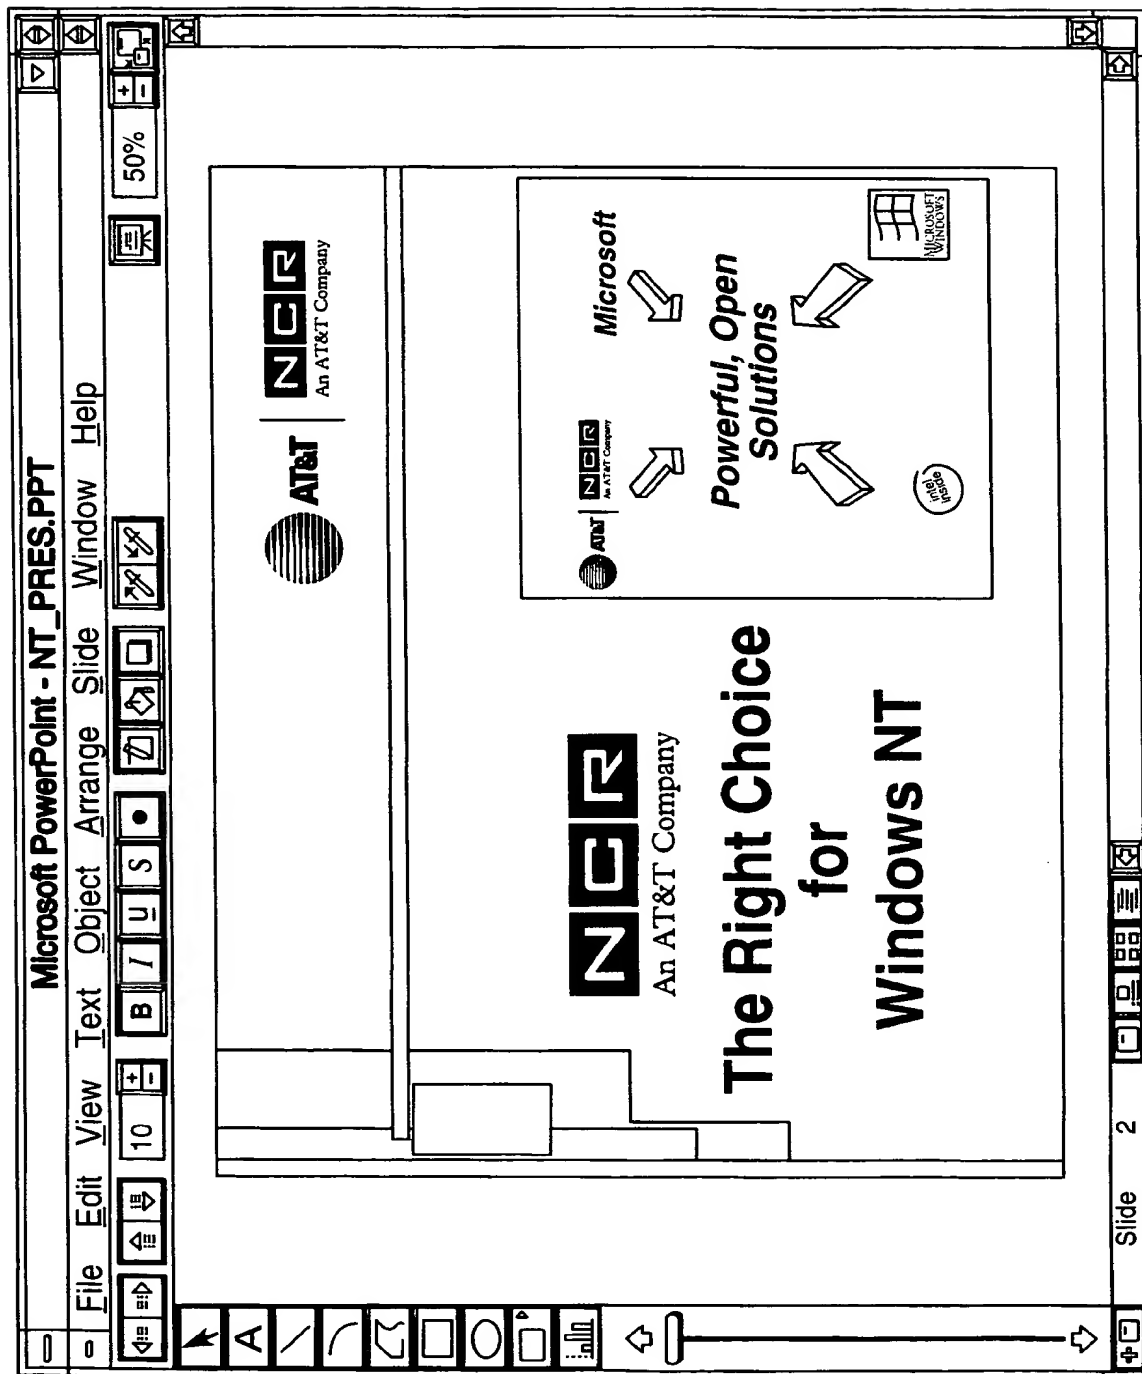 Microsoft PowerPoint - NT_PRES.PPT
File Edit View Text Object Arrange Slide Window Help
10 + - B I U S 50% + -
A
AT&T NCR
An AT&T Company
NCR
An AT&T Company
The Right Choice
for
Windows NT
AT&T NCR
An AT&T Company
Microsoft
Powerful, Open
Solutions
intel
inside
MICROSOFT
WINDOWS
Slide 2